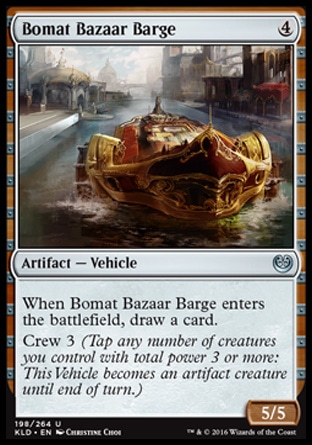 Bomat Bazaar Barge 4
Artifact — Vehicle
When Bomat Bazaar Barge enters
the battlefield, draw a card.
Crew 3 (Tap any number of creatures
you control with total power 3 or more:
This Vehicle becomes an artifact creature
until end of turn.)
5/5
198/264 U
KLD • EN Christine Choi
™ & © 2016 Wizards of the Coast